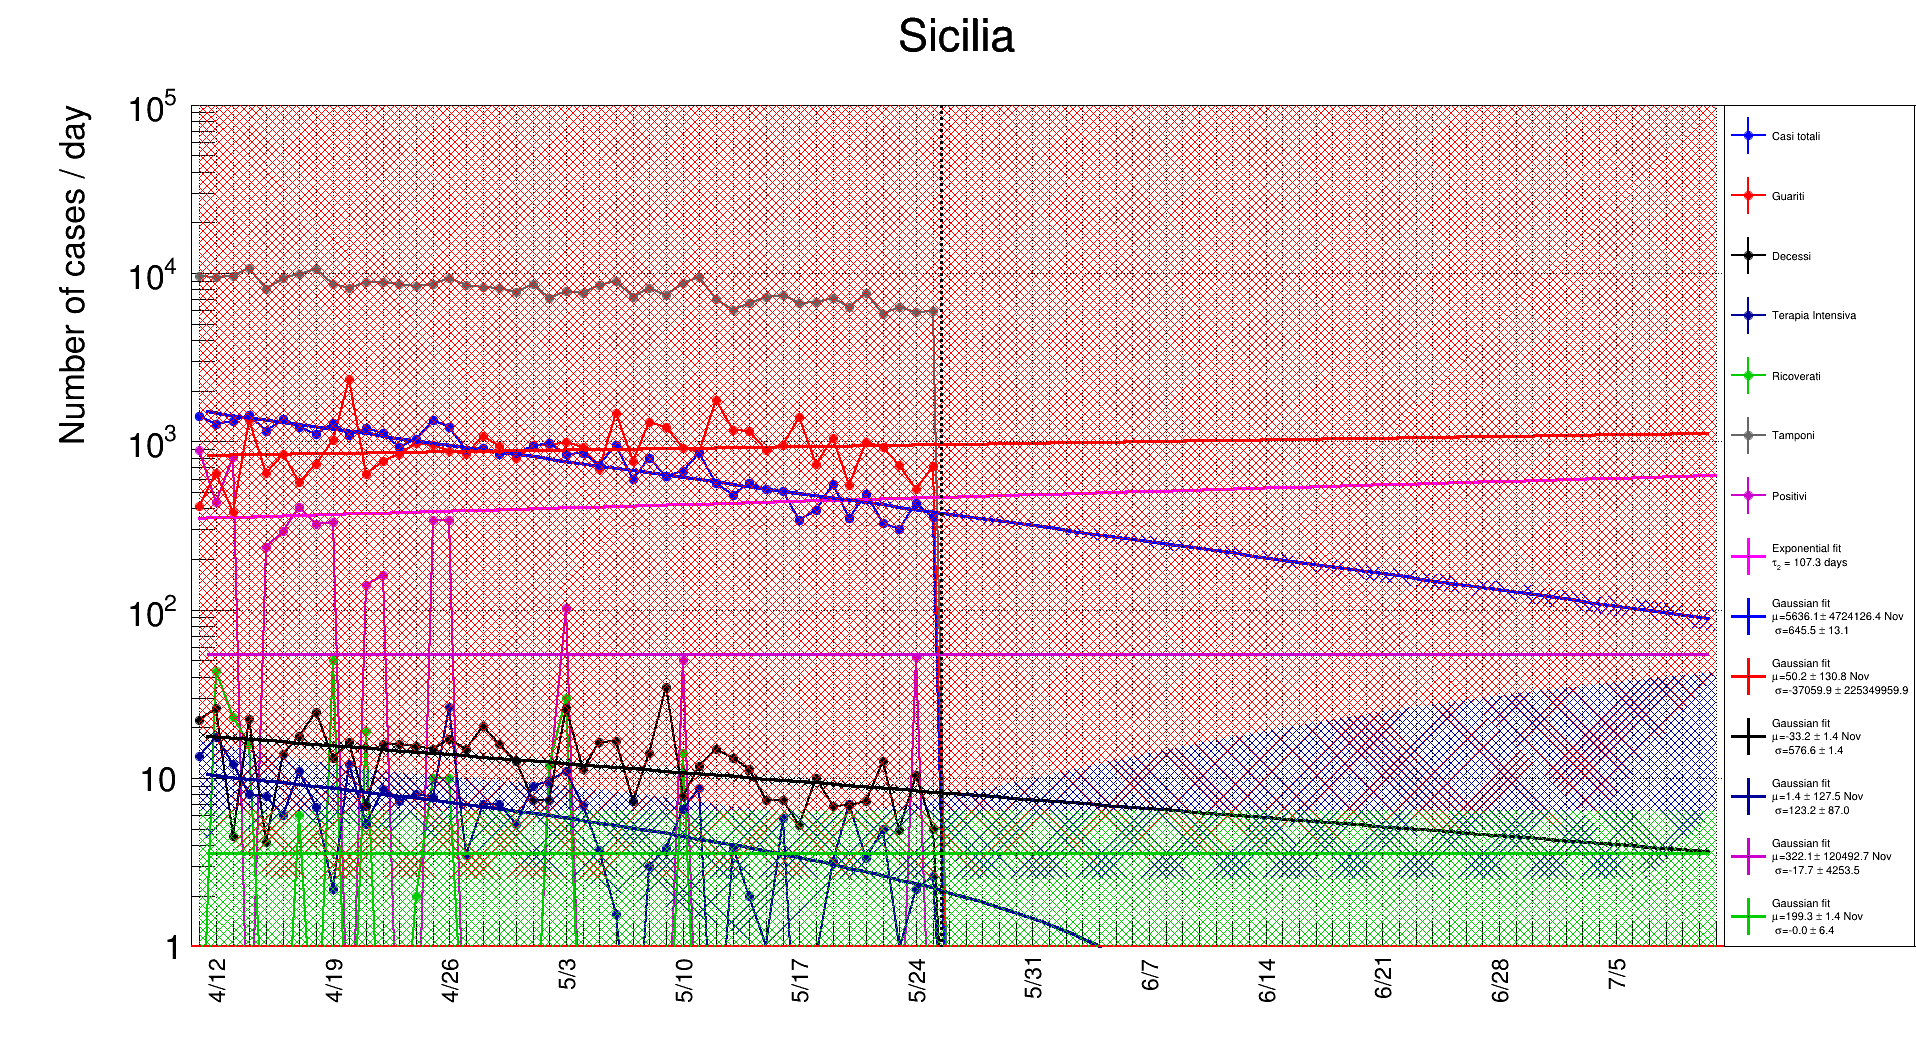 Sicilia
Number of cases / day
10^5
10^4
10^3
10^2
10
1
4/12
4/19
4/26
5/3
5/10
5/17
5/24
5/31
6/7
6/14
6/21
6/28
7/5
Casi totali
Guariti
Decessi
Terapia Intensiva
Ricoverati
Tamponi
Positivi
Exponential fit
τ₂ = 107.3 days
Gaussian fit
μ=5636.1± 4724126.4 Nov
σ=645.5 ± 13.1
Gaussian fit
μ=50.2 ± 130.8 Nov
σ=-37059.9 ± 225349959.9
Gaussian fit
μ=-33.2 ± 1.4 Nov
σ=576.6 ± 1.4
Gaussian fit
μ=1.4 ± 127.5 Nov
σ=123.2 ± 87.0
Gaussian fit
μ=322.1± 120492.7 Nov
σ=-17.7 ± 4253.5
Gaussian fit
μ=199.3 ± 1.4 Nov
σ=-0.0 ± 6.4